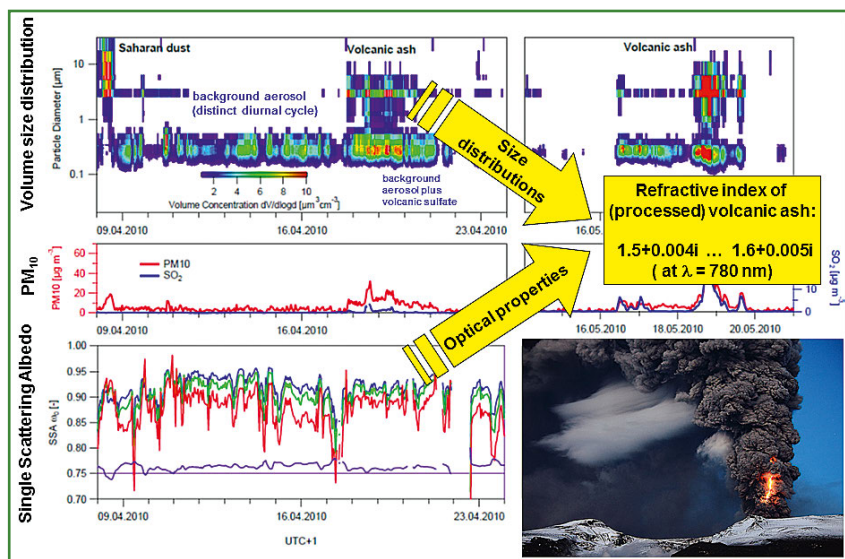 Volume size distribution
Saharan dust
Volcanic ash
Volcanic ash
Particle Diameter [µm]
10
1
0.1
background aerosol
(distinct diurnal cycle)
2 4 6 8 10
Volume Concentration dV/dlogd [µm³cm⁻³]
background
aerosol plus
volcanic sulfate
09.04.2010
16.04.2010
23.04.2010
16.05.
Size
distributions
Refractive index of
(processed) volcanic ash:
1.5+0.004i ... 1.6+0.005i
( at λ = 780 nm)
PM₁₀
PM10 [µg m⁻³]
60
40
20
0
PM10
SO₂
09.04.2010
16.04.2010
16.05.2010
18.05.2010
20.05.2010
10
5
0
SO₂ [µg m⁻³]
Optical properties
Single Scattering Albedo
1.00
0.95
0.90
0.85
0.80
0.75
0.70
09.04.2010
16.04.2010
23.04.2010
UTC+1